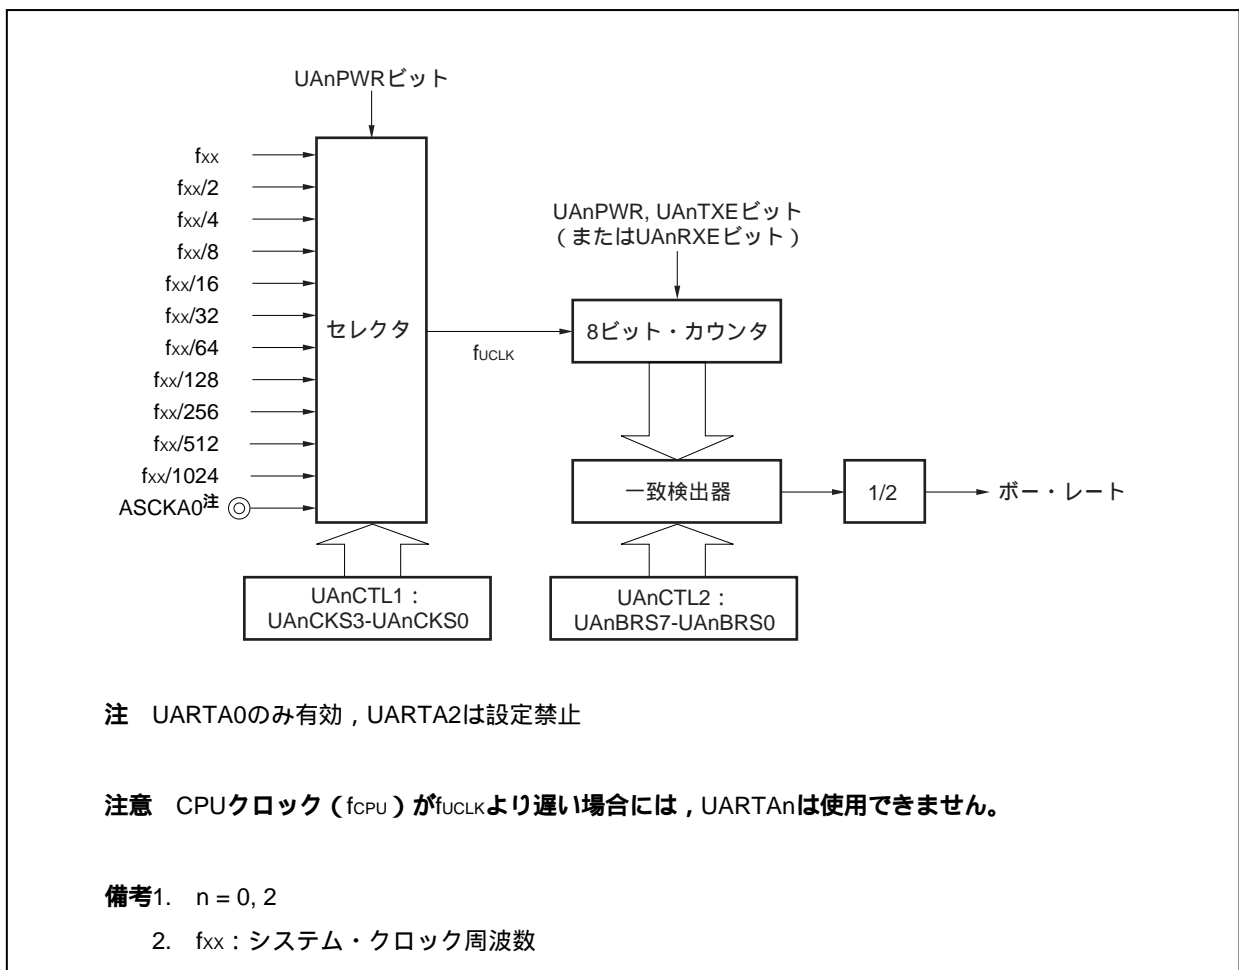 UAnPWRビット
fXX
fXX/2
fXX/4
fXX/8
fXX/16
fXX/32
fXX/64
fXX/128
fXX/256
fXX/512
fXX/1024
ASCKA0注
セレクタ
UAnCTL1：
UAnCKS3-UAnCKS0
fUCLK
UAnPWR, UAnTXEビット
（またはUAnRXEビット）
8ビット・カウンタ
一致検出器
1/2
ボー・レート
UAnCTL2：
UAnBRS7-UAnBRS0
注　UARTA0のみ有効，UARTA2は設定禁止
注意　CPUクロック（fCPU）がfUCLKより遅い場合には，UARTAnは使用できません。
備考1.　n = 0, 2
2.　fXX：システム・クロック周波数